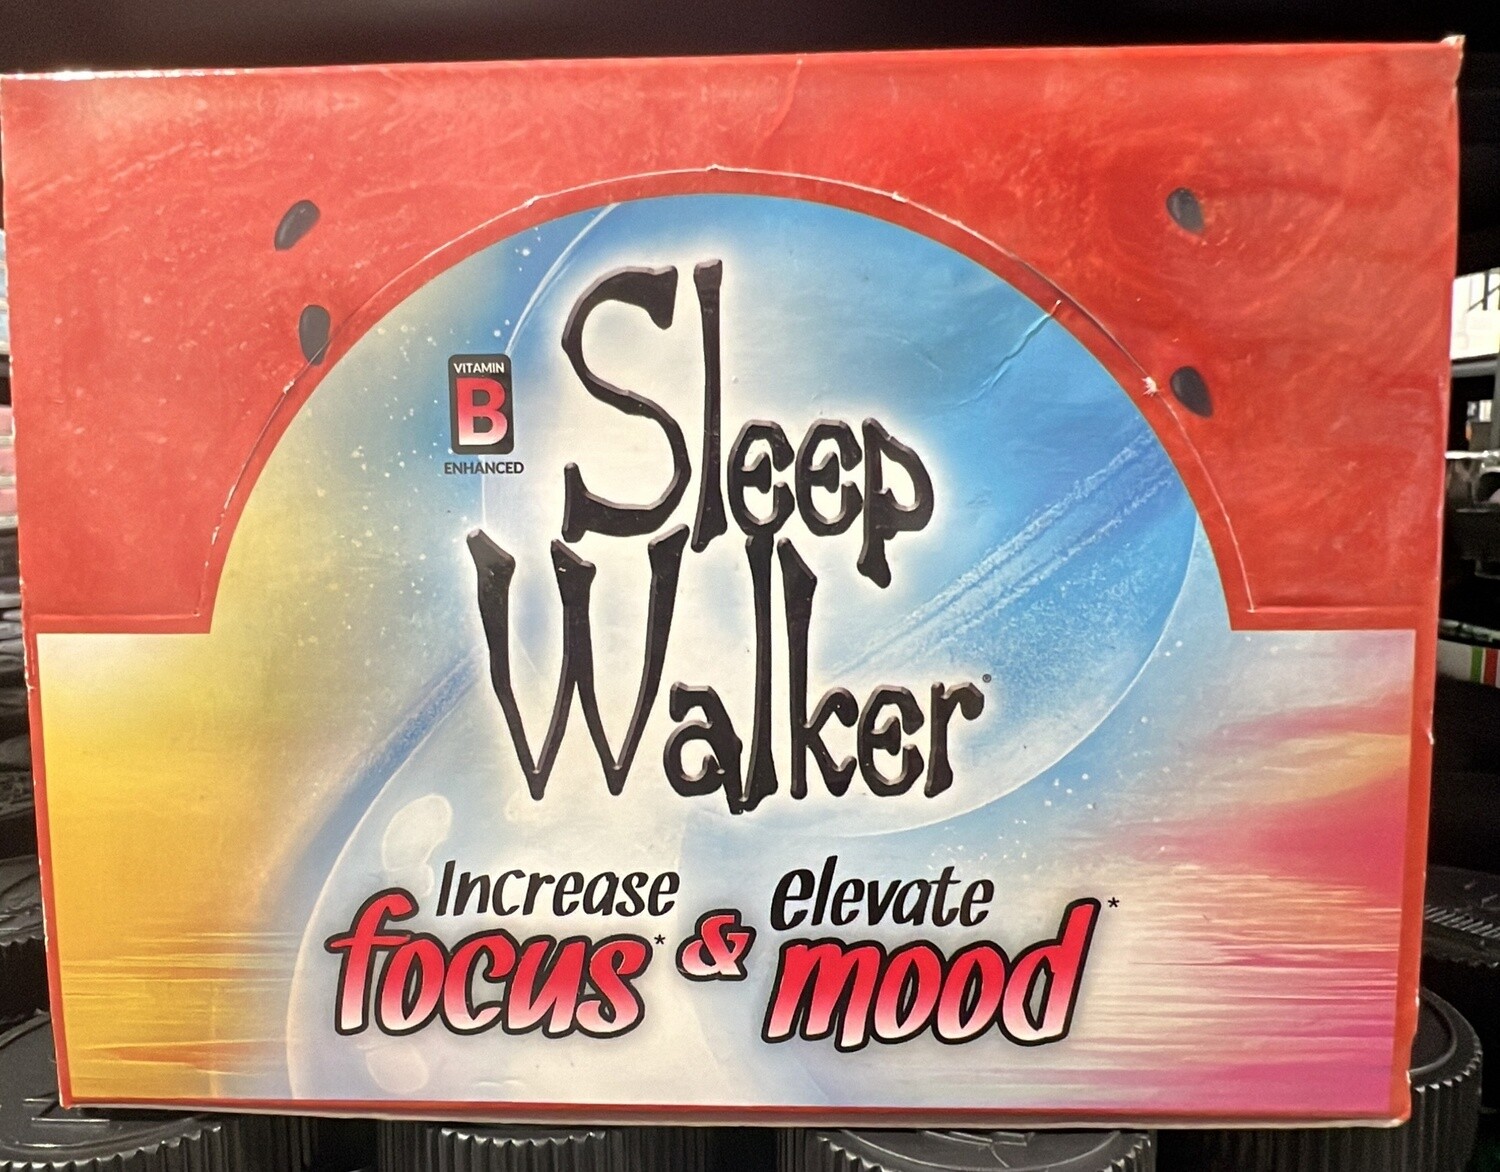 VITAMIN
B
ENHANCED
Sleep
Walker®
Increase
focus* &
elevate
mood*